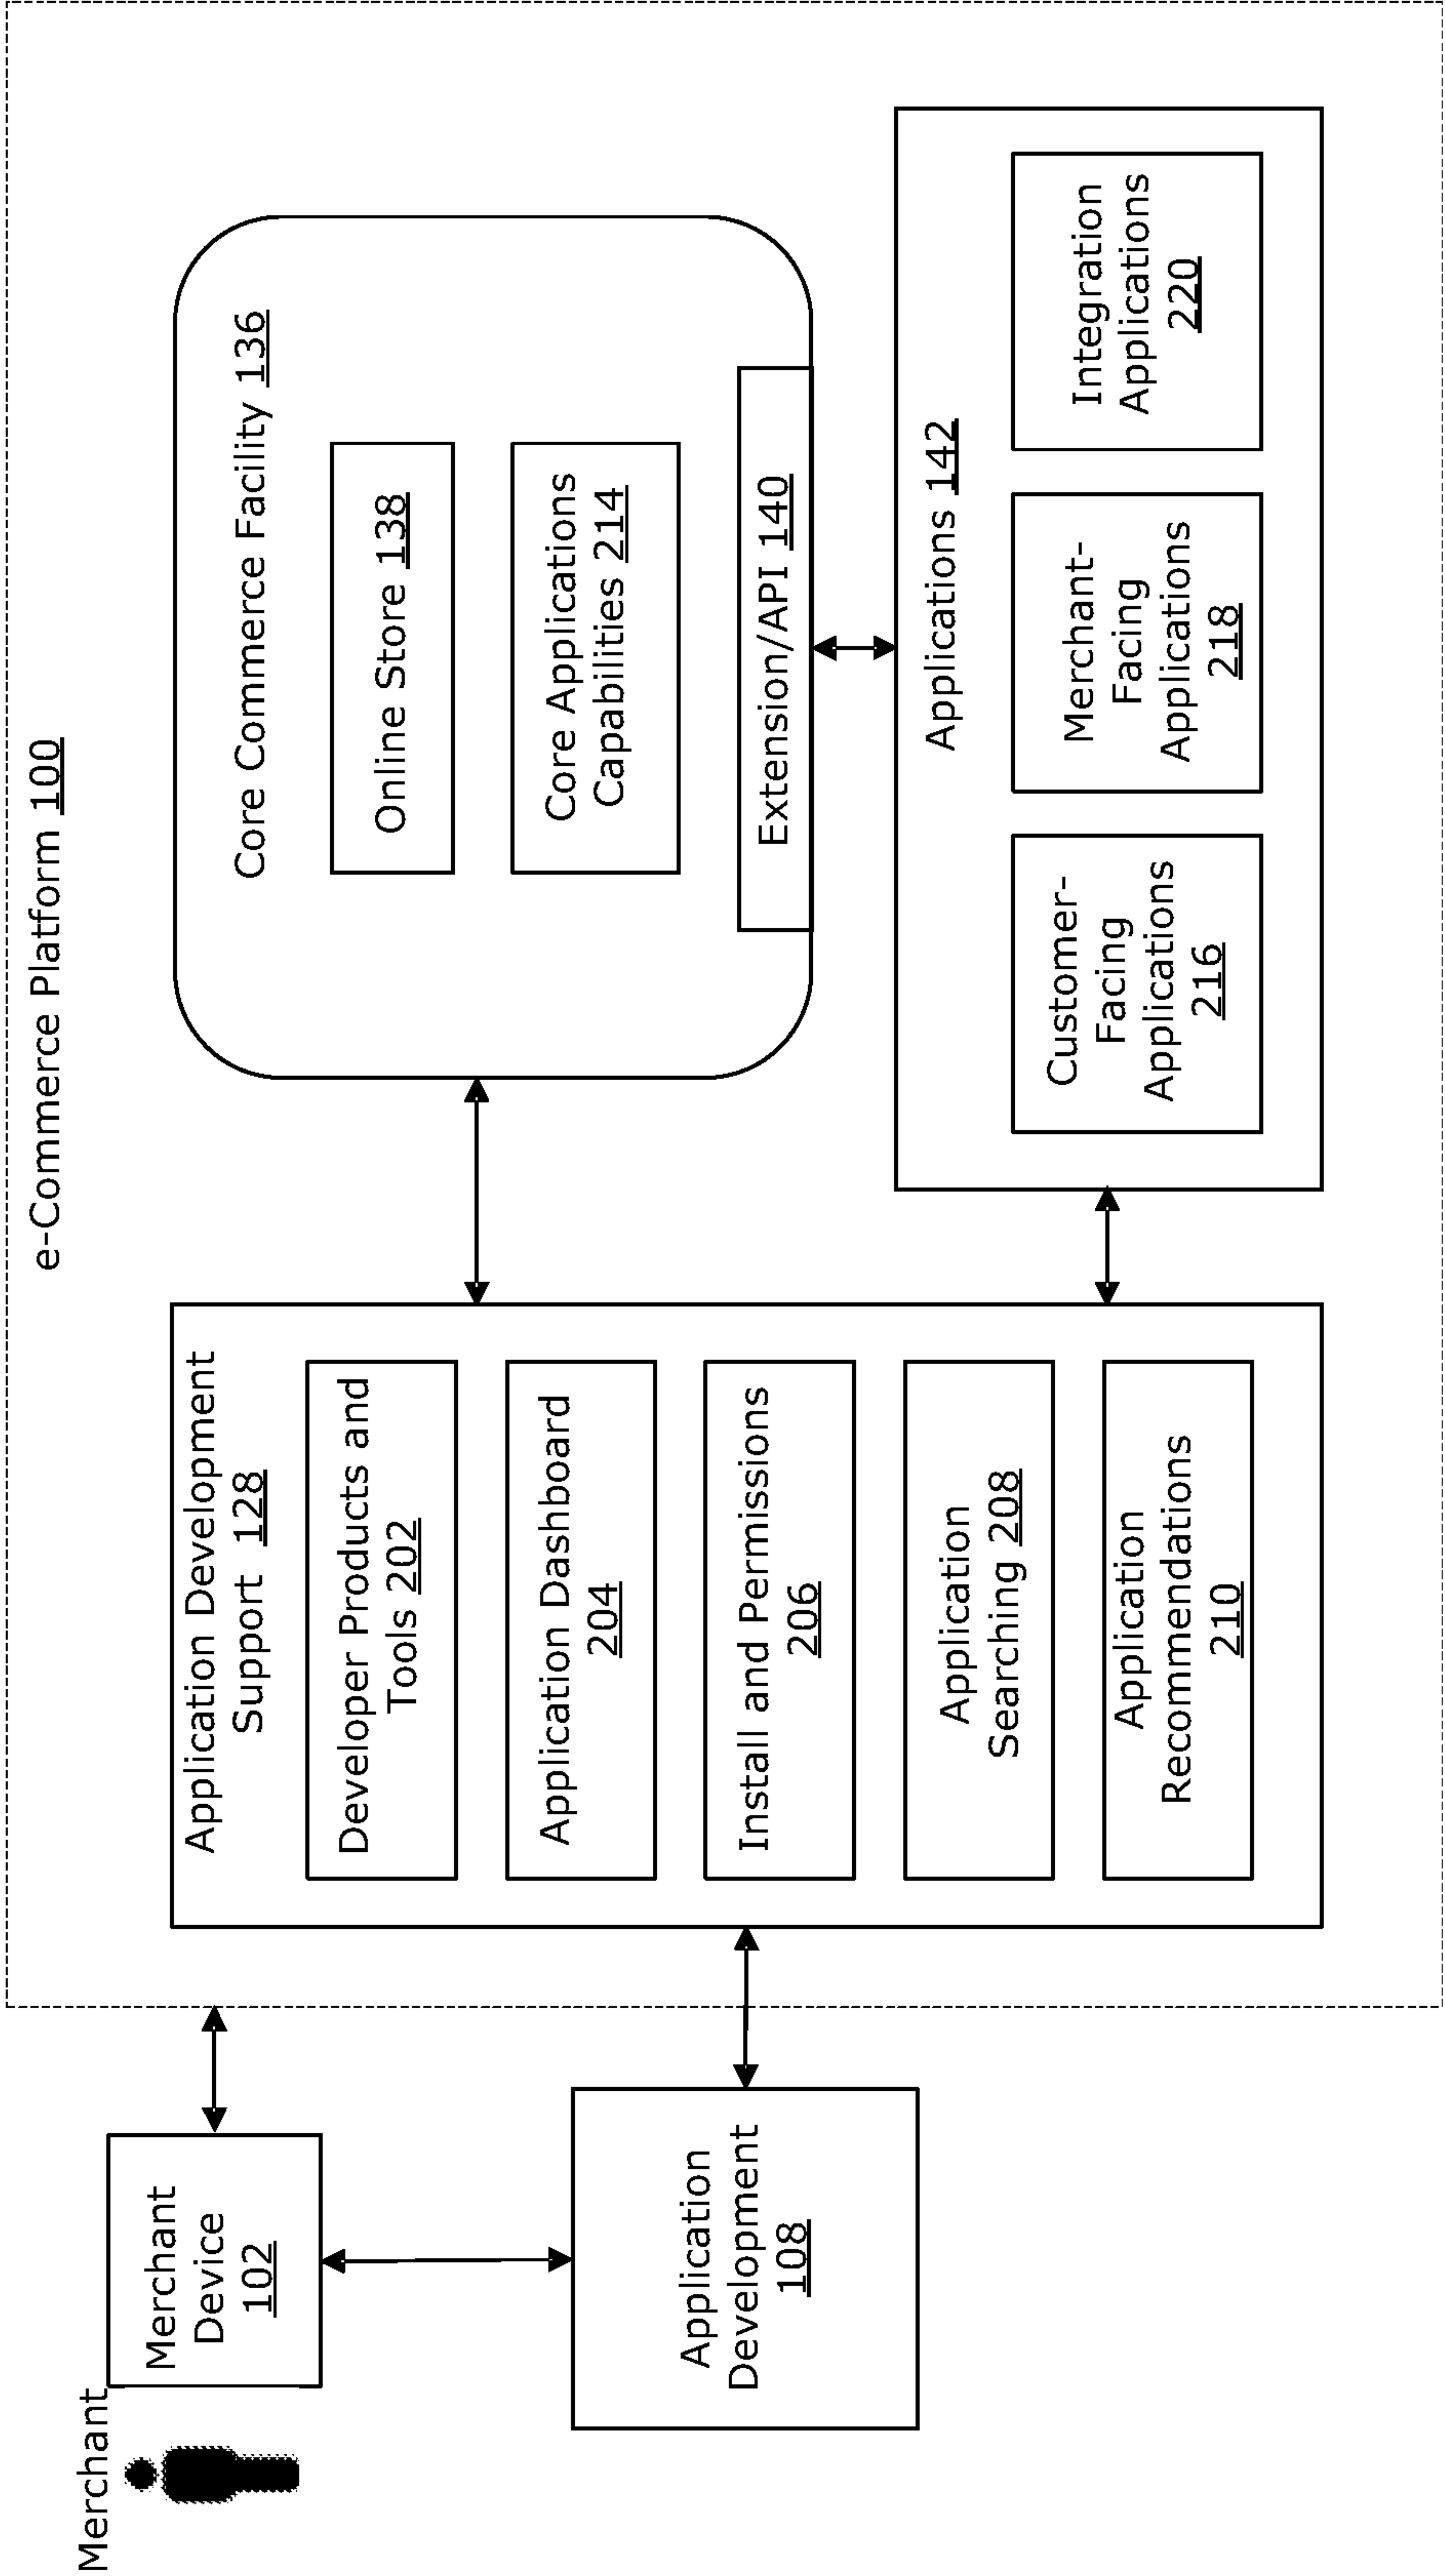 e-Commerce Platform 100
Merchant
Merchant
Device
102
Application
Development
108
Application Development
Support 128
Developer Products and
Tools 202
Application Dashboard
204
Install and Permissions
206
Application
Searching 208
Application
Recommendations
210
Core Commerce Facility 136
Online Store 138
Core Applications
Capabilities 214
Extension/API 140
Applications 142
Customer-
Facing
Applications
216
Merchant-
Facing
Applications
218
Integration
Applications
220